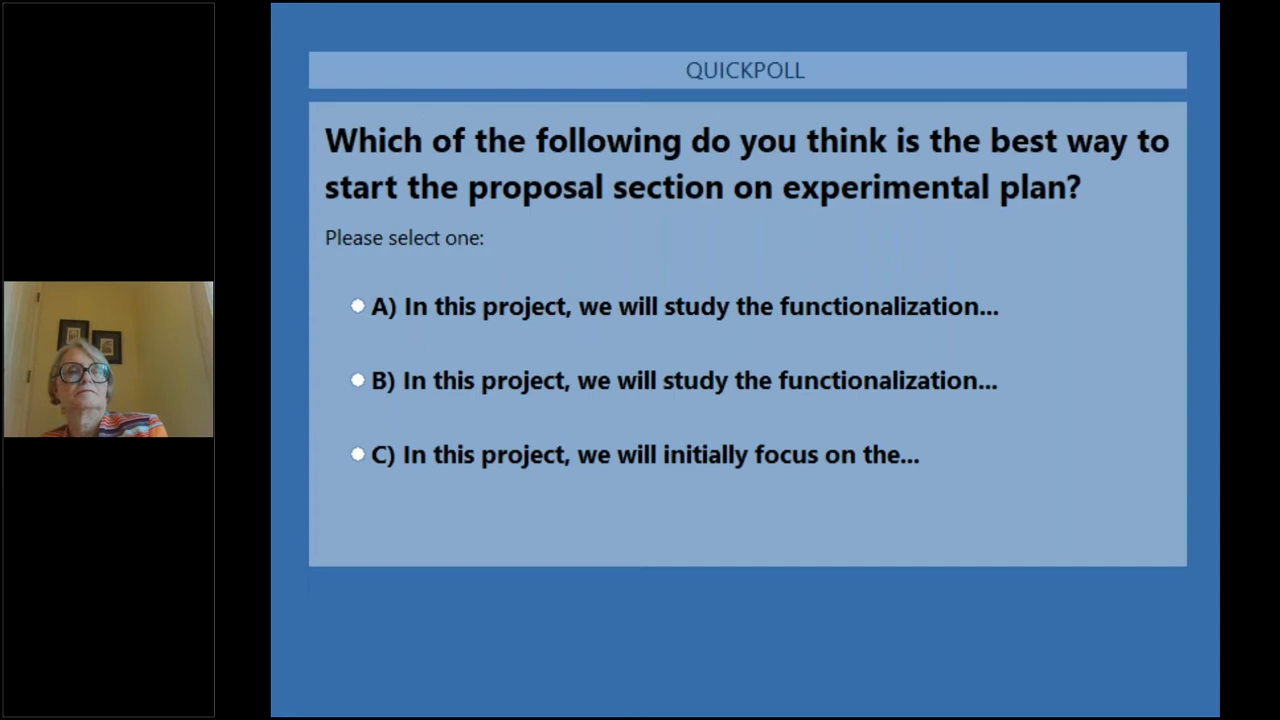 QUICKPOLL
Which of the following do you think is the best way to
start the proposal section on experimental plan?
Please select one:
A) In this project, we will study the functionalization...
B) In this project, we will study the functionalization...
C) In this project, we will initially focus on the...